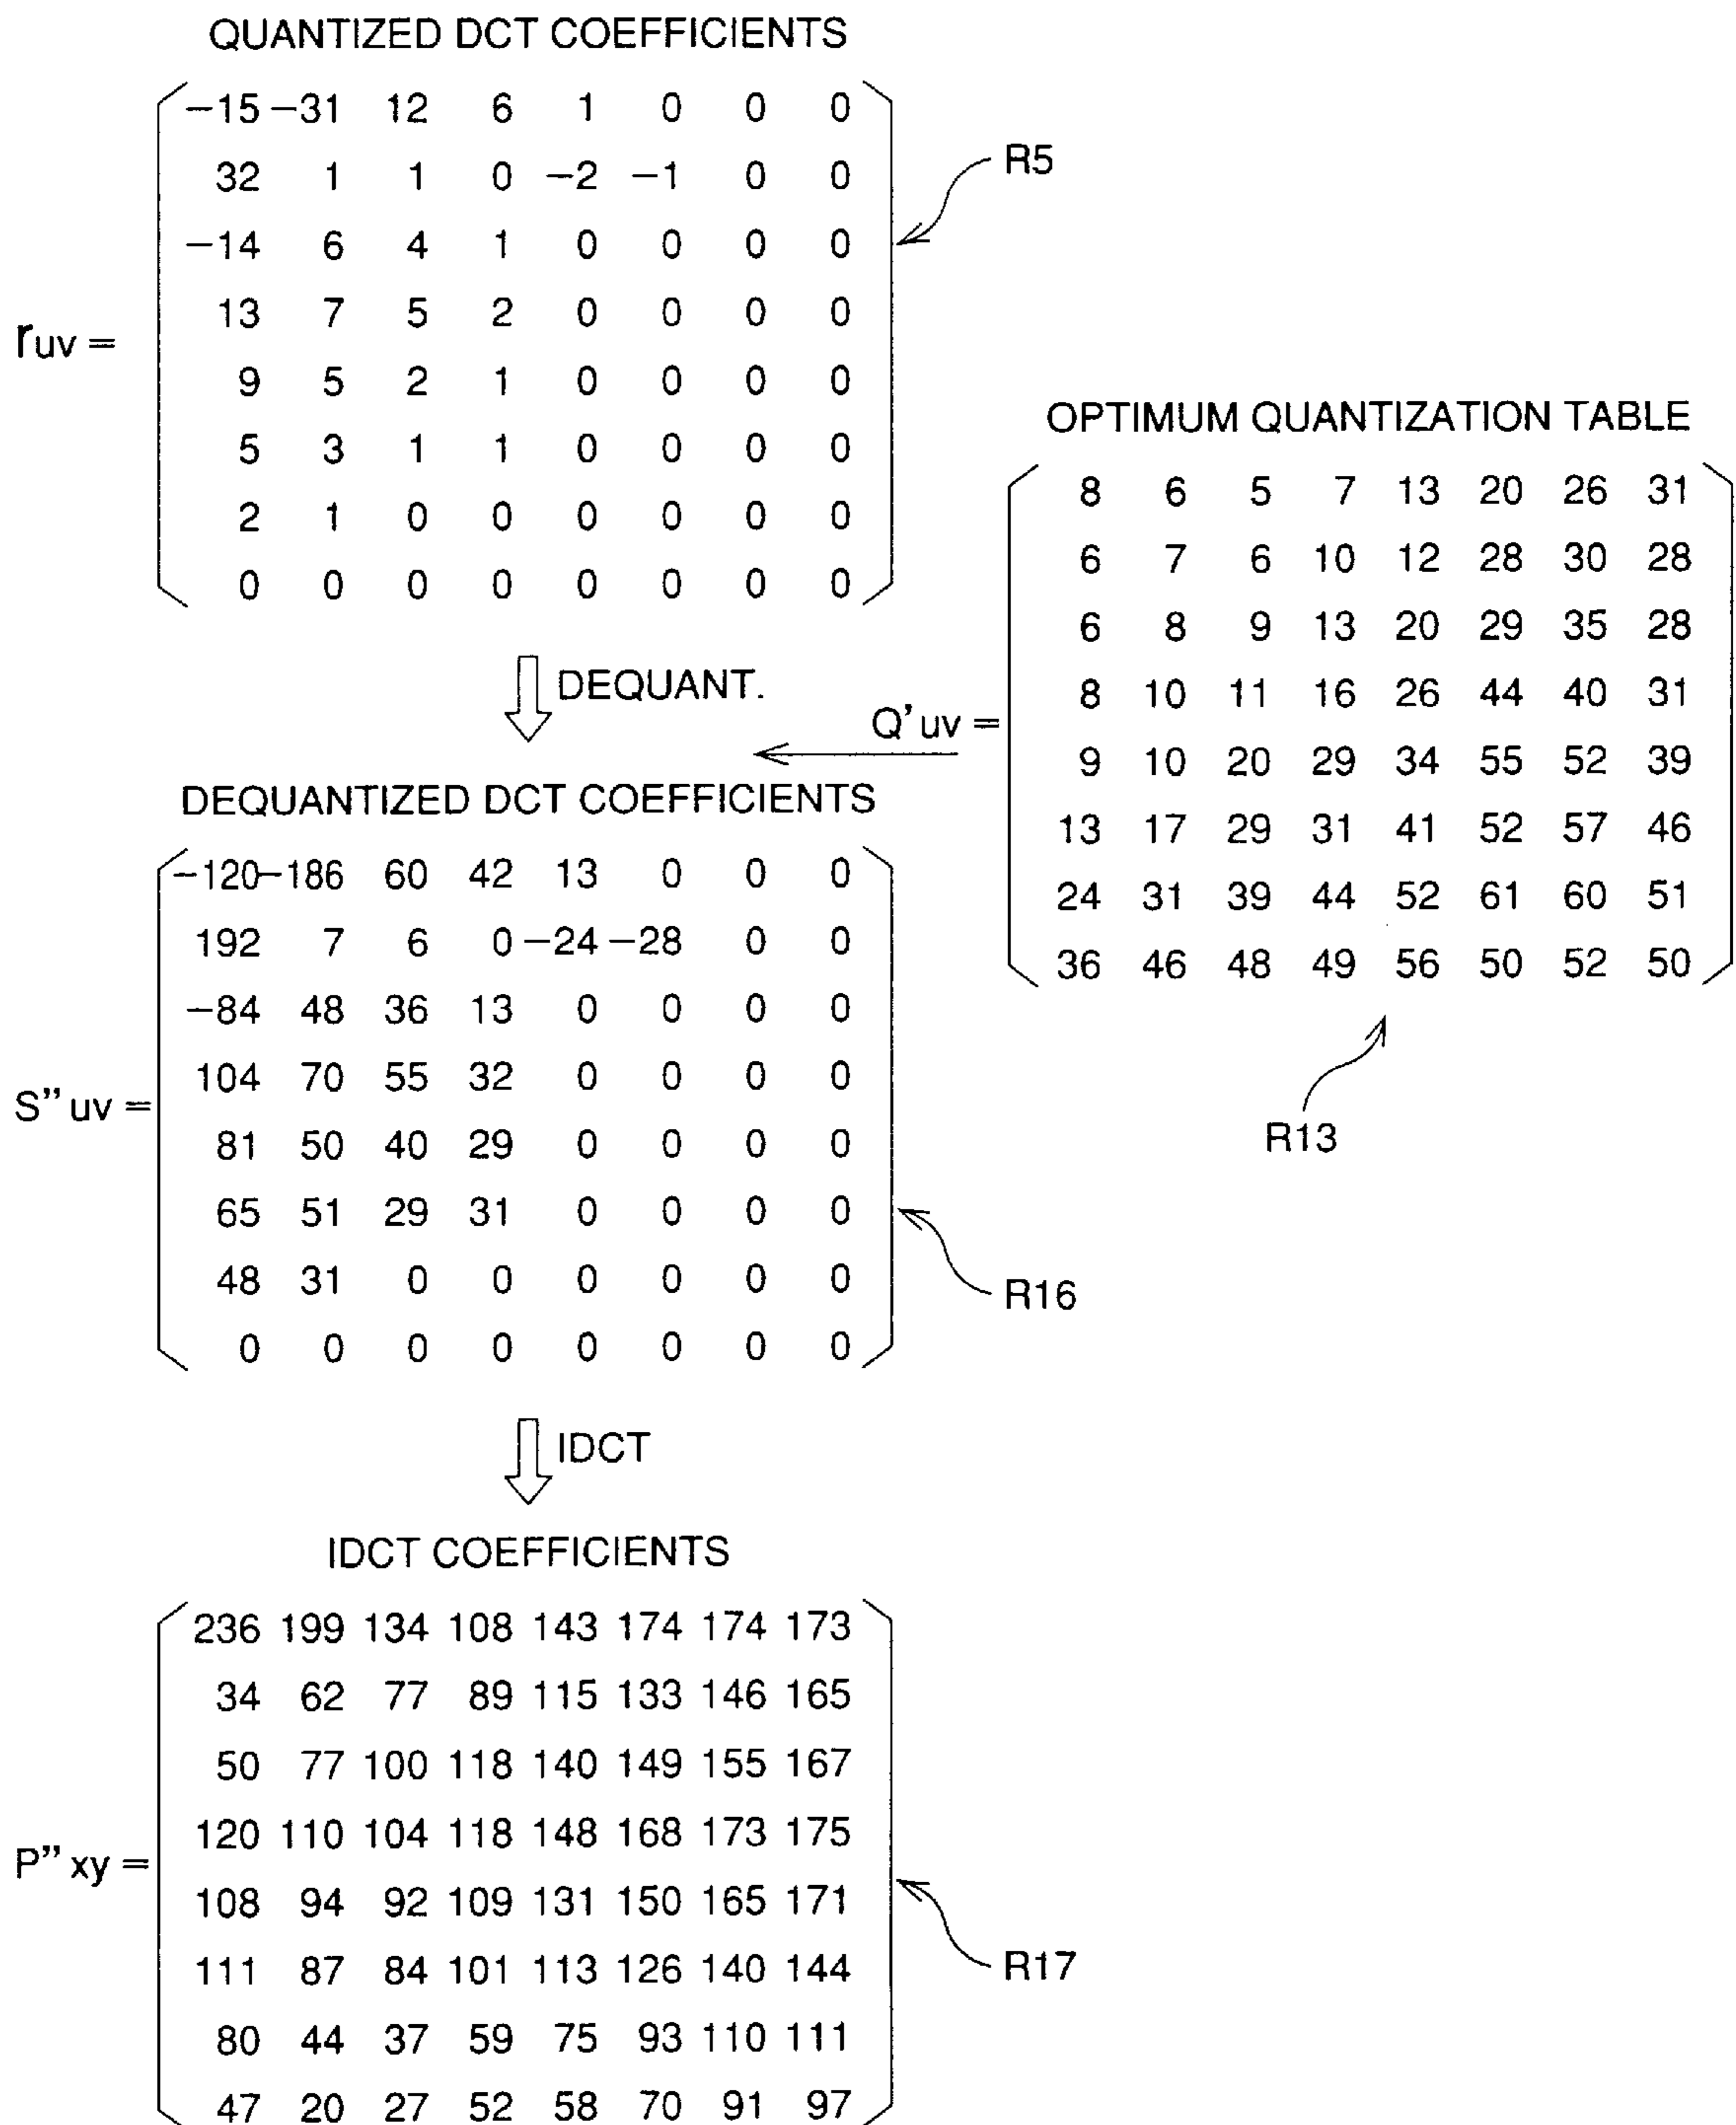 QUANTIZED DCT COEFFICIENTS
−15 −31 12 6 1 0 0 0
32 1 1 0 −2 −1 0 0
R5
−14 6 4 1 0 0 0 0
13 7 5 2 0 0 0 0
ruv =
9 5 2 1 0 0 0 0
5 3 1 1 0 0 0 0
2 1 0 0 0 0 0 0
0 0 0 0 0 0 0 0
DEQUANT.
OPTIMUM QUANTIZATION TABLE
8 6 5 7 13 20 26 31
6 7 6 10 12 28 30 28
6 8 9 13 20 29 35 28
8 10 11 16 26 44 40 31
Q'uv =
9 10 20 29 34 55 52 39
13 17 29 31 41 52 57 46
24 31 39 44 52 61 60 51
36 46 48 49 56 50 52 50
R13
DEQUANTIZED DCT COEFFICIENTS
−120 −186 60 42 13 0 0 0
192 7 6 0 −24 −28 0 0
−84 48 36 13 0 0 0 0
104 70 55 32 0 0 0 0
S”uv =
81 50 40 29 0 0 0 0
65 51 29 31 0 0 0 0
48 31 0 0 0 0 0 0
R16
0 0 0 0 0 0 0 0
IDCT
IDCT COEFFICIENTS
236 199 134 108 143 174 174 173
34 62 77 89 115 133 146 165
50 77 100 118 140 149 155 167
120 110 104 118 148 168 173 175
P”xy =
108 94 92 109 131 150 165 171
111 87 84 101 113 126 140 144
R17
80 44 37 59 75 93 110 111
47 20 27 52 58 70 91 97